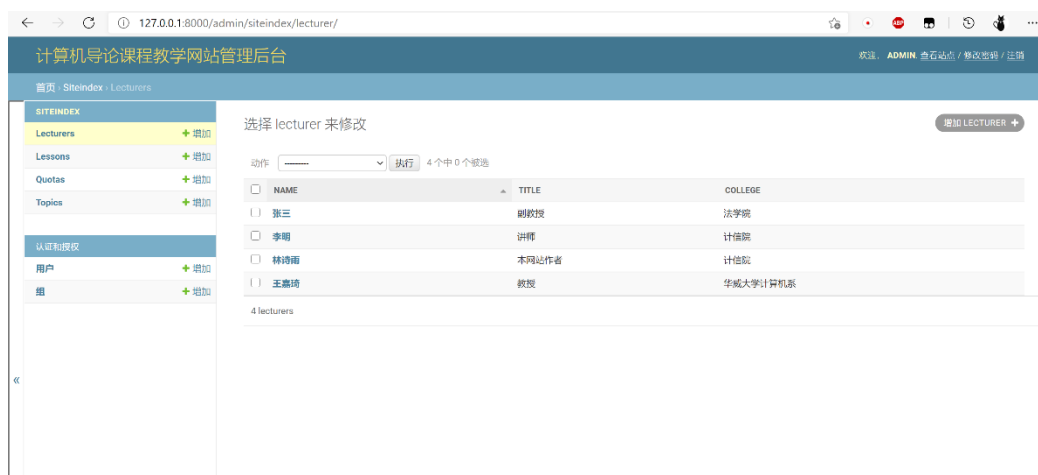 127.0.0.1:8000/admin/siteindex/lecturer/
ABP
计算机导论课程教学网站管理后台
欢迎，ADMIN. 查看站点 / 修改密码 / 注销
首页 › Siteindex › Lecturers
SITEINDEX
Lecturers + 增加
Lessons + 增加
Quotas + 增加
Topics + 增加
认证和授权
用户 + 增加
组 + 增加
«
选择 lecturer 来修改
增加 LECTURER +
动作 --------- 执行 4 个中 0 个被选
NAME TITLE COLLEGE
张三 副教授 法学院
李明 讲师 计信院
林诗雨 本网站作者 计信院
王嘉琦 教授 华威大学计算机系
4 lecturers